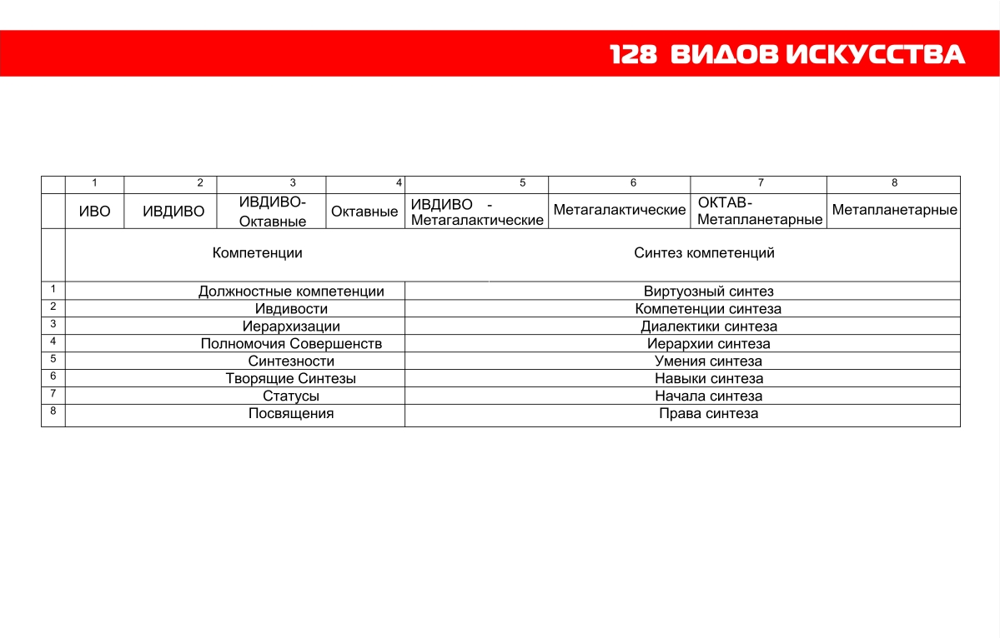 128 ВИДОВ ИСКУССТВА
1 2 3 4 5 6 7 8
ИВО ИВДИВО ИВДИВО- Октавные Октавные ИВДИВО - Метагалактические Метагалактические ОКТАВ- Метапланетарные Метапланетарные
Компетенции Синтез компетенций
1 Должностные компетенции Виртуозный синтез
2 Ивдивости Компетенции синтеза
3 Иерархизации Диалектики синтеза
4 Полномочия Совершенств Иерархии синтеза
5 Синтезности Умения синтеза
6 Творящие Синтезы Навыки синтеза
7 Статусы Начала синтеза
8 Посвящения Права синтеза